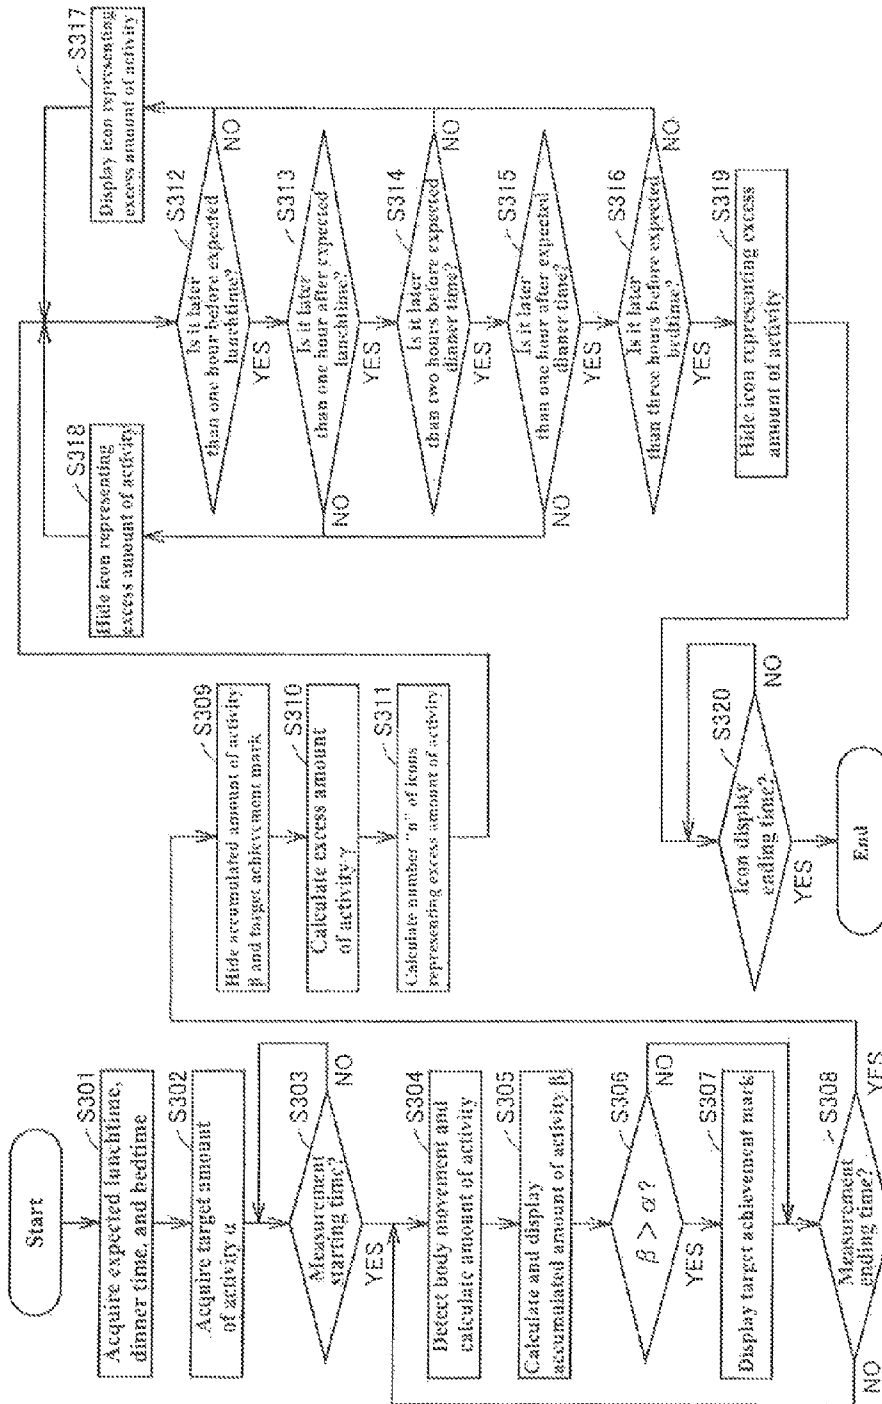 Start
S301
Acquire expected lunchtime,
dinner time, and bedtime
S302
Acquire target amount
of activity α
S303
Measurement
starting time?
NO
YES
S304
Detect body movement and
calculate amount of activity
S305
Calculate and display
accumulated amount of activity β
S306
β > α?
NO
YES
S307
Display target achievement mark
S308
Measurement
ending time?
NO
YES
S309
Hide accumulated amount of activity
β and target achievement mark
S310
Calculate excess amount
of activity γ
S311
Calculate number "n" of icons
representing excess amount of activity
S312
Is it later
than one hour before expected
lunchtime?
NO
YES
S313
Is it later
than one hour after expected
lunchtime?
NO
YES
S314
Is it later
than two hours before expected
dinner time?
NO
YES
S315
Is it later
than one hour after expected
dinner time?
NO
YES
S316
Is it later
than three hours before expected
bedtime?
NO
YES
S317
Display icon representing
excess amount of activity
S318
Hide icon representing
excess amount of activity
S319
Hide icon representing excess
amount of activity
S320
Icon display
ending time?
NO
YES
End